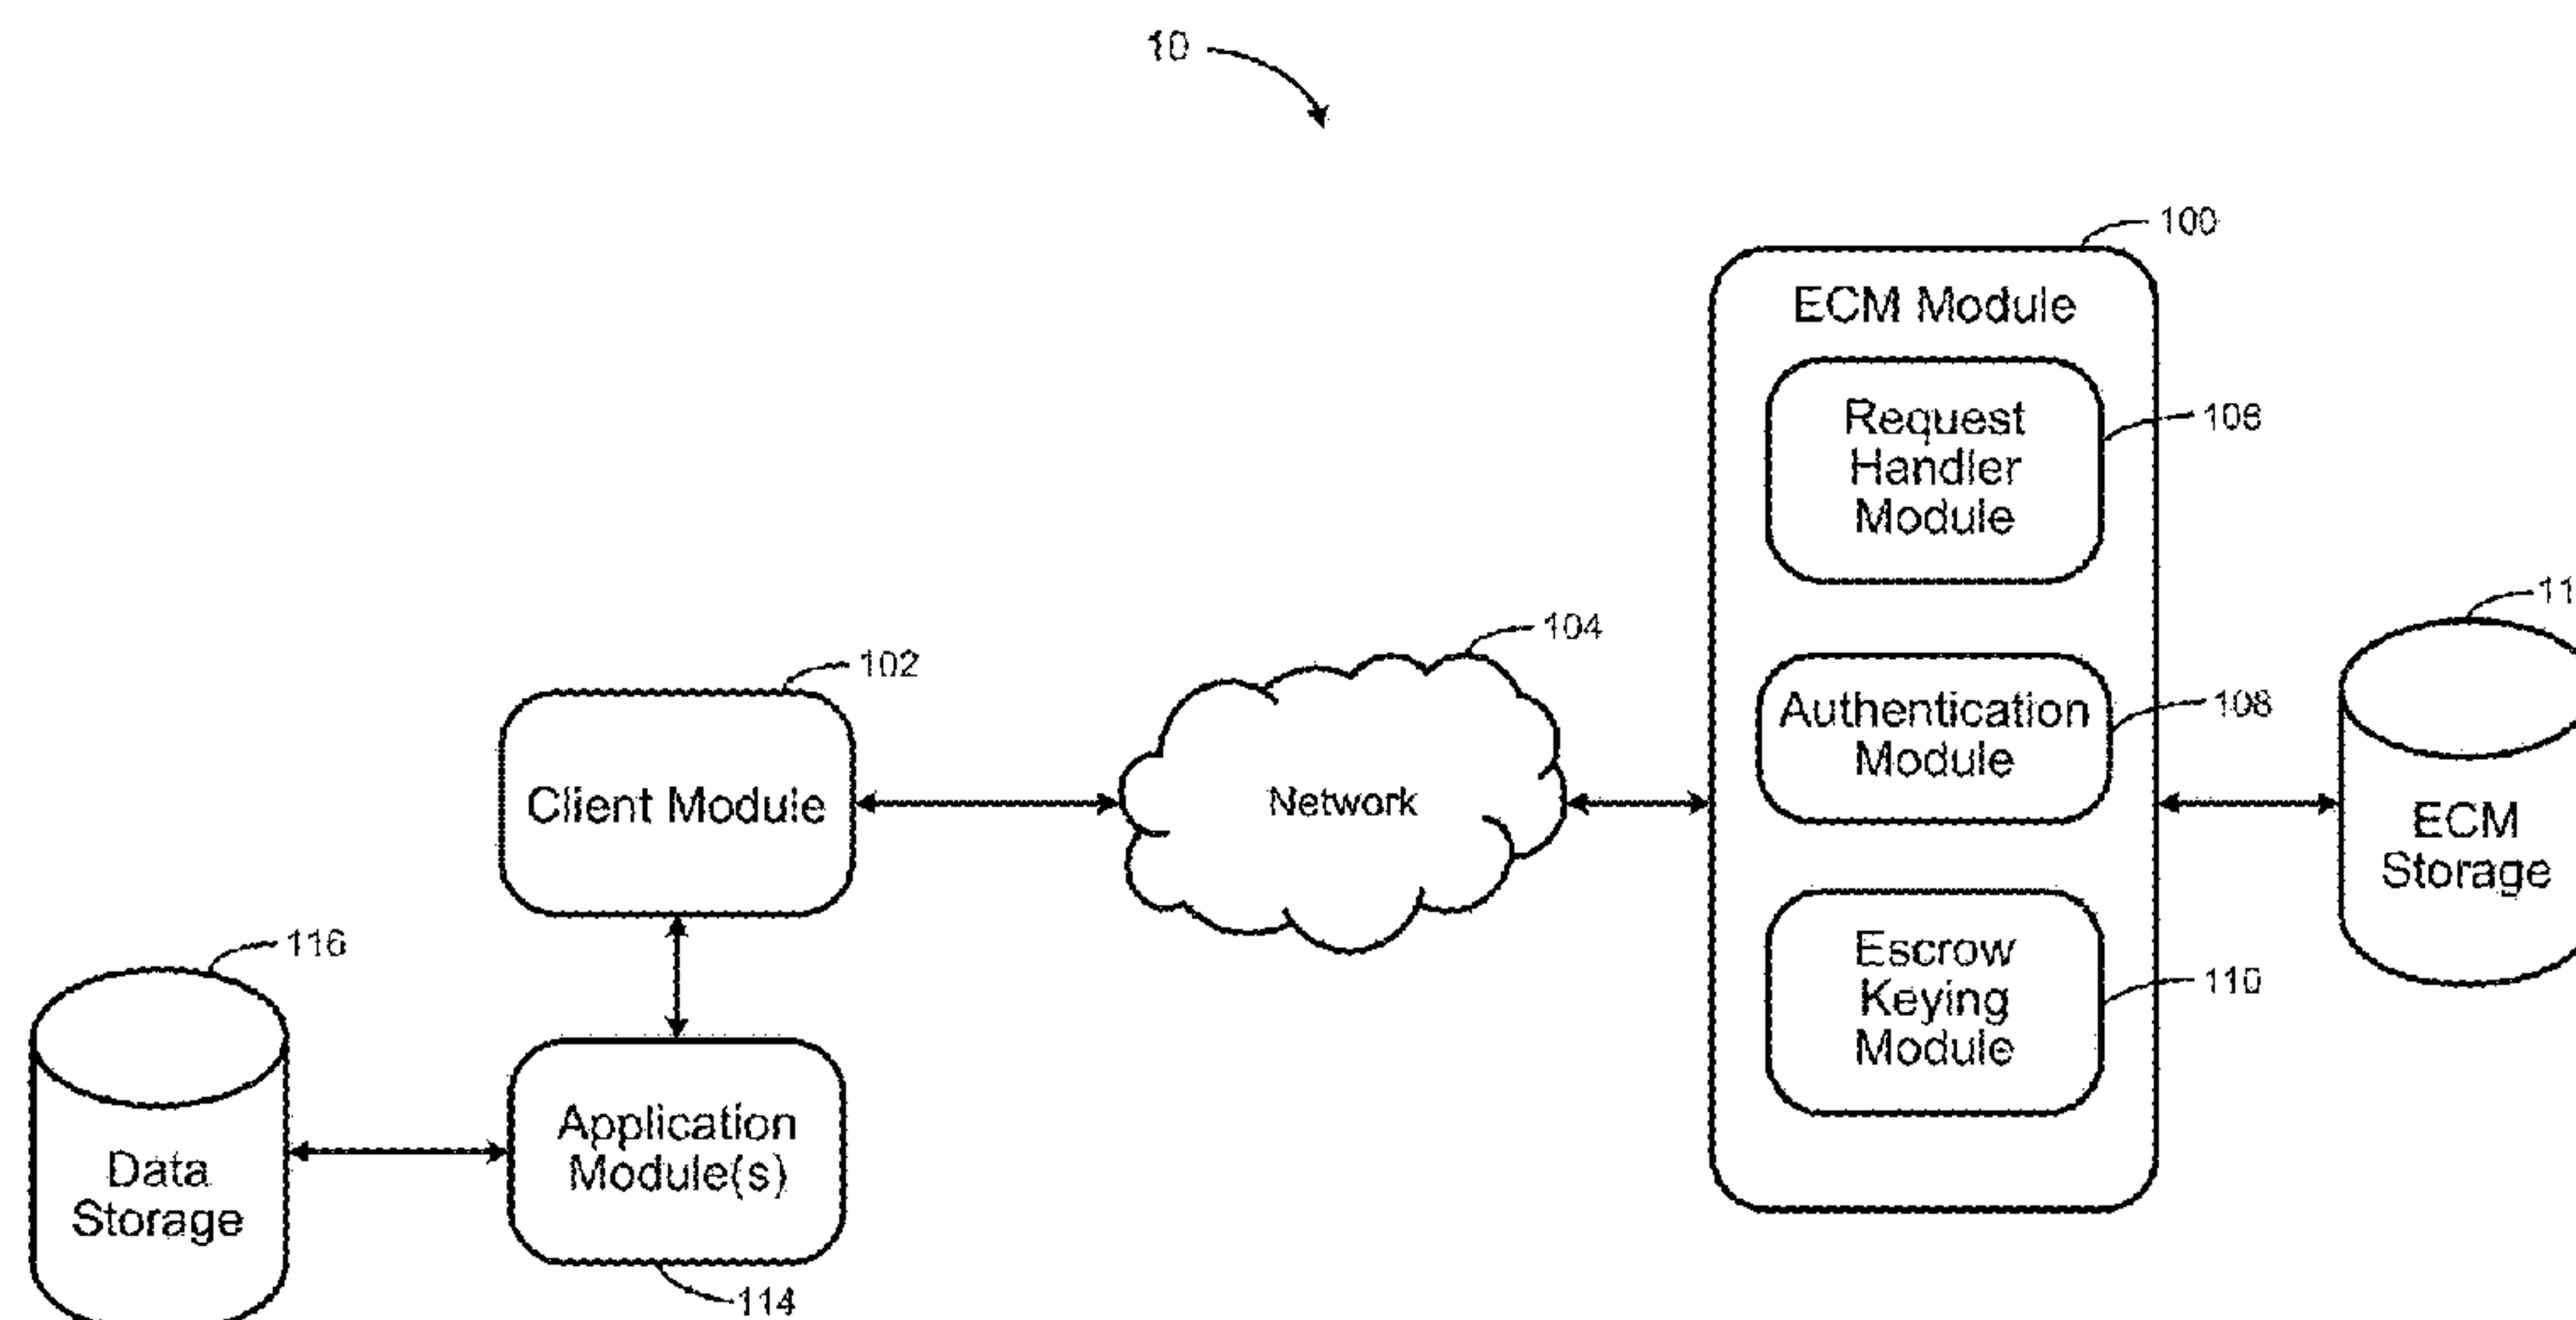 10
100
ECM Module
Request
Handler
Module
106
104
102
Authentication
Module
108
11
Client Module
Network
ECM
Storage
116
Escrow
Keying
Module
110
Application
Module(s)
Data
Storage
114